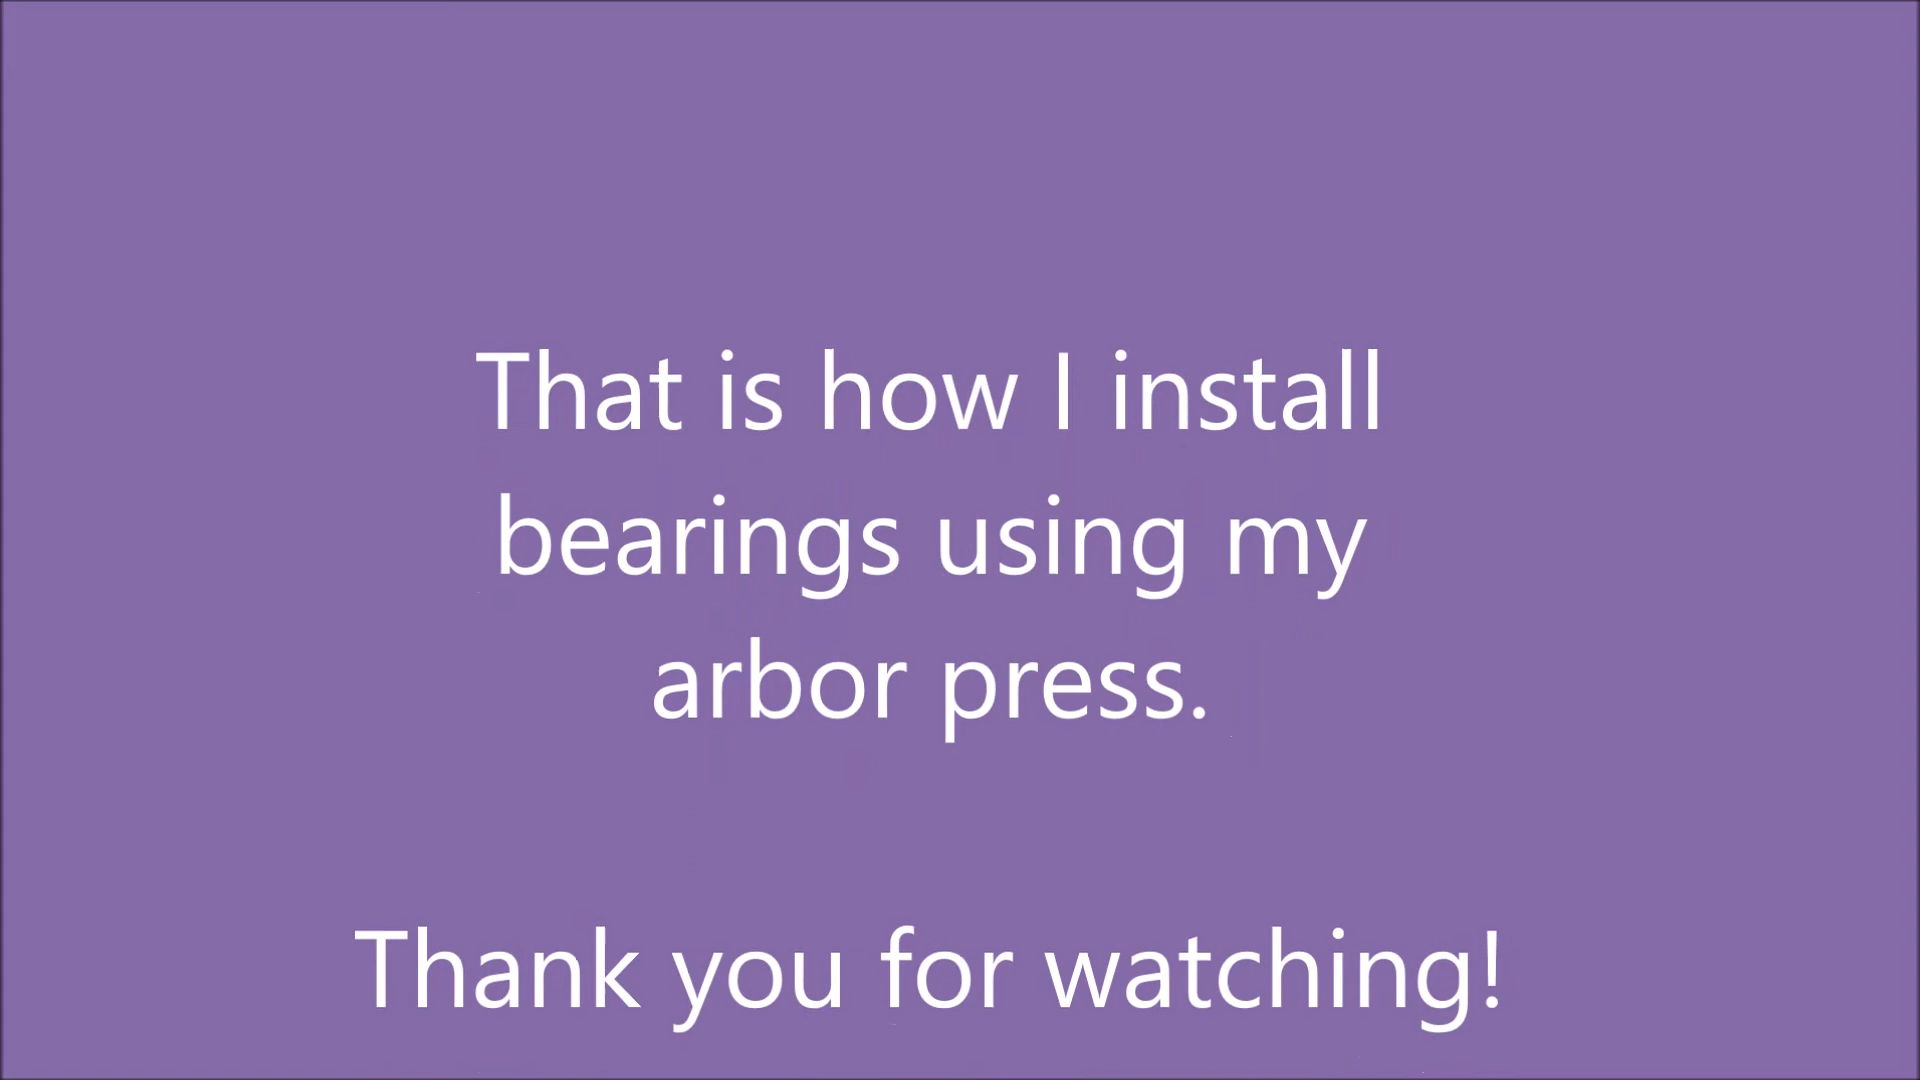 That is how I install
bearings using my
arbor press.
Thank you for watching!